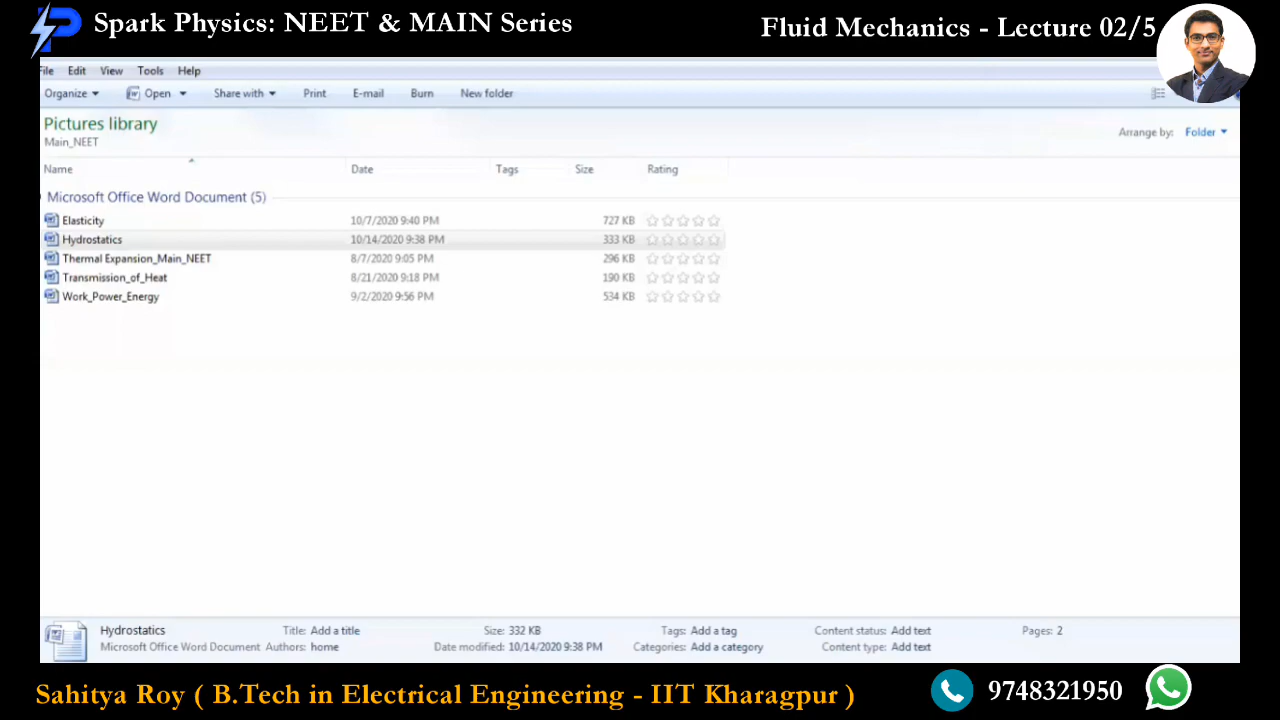 Spark Physics: NEET & MAIN Series
Fluid Mechanics - Lecture 02/5
File Edit View Tools Help
Organize Open Share with Print E-mail Burn New folder
Pictures library
Main_NEET
Arrange by: Folder
Name Date Tags Size Rating
Microsoft Office Word Document (5)
Elasticity 10/7/2020 9:40 PM 727 KB
Hydrostatics 10/14/2020 9:38 PM 333 KB
Thermal Expansion_Main_NEET 8/7/2020 9:05 PM 296 KB
Transmission_of_Heat 8/21/2020 9:18 PM 190 KB
Work_Power_Energy 9/2/2020 9:56 PM 534 KB
Hydrostatics Title: Add a title Size: 332 KB Tags: Add a tag Content status: Add text Pages: 2
Microsoft Office Word Document Authors: home Date modified: 10/14/2020 9:38 PM Categories: Add a category Content type: Add text
Sahitya Roy ( B.Tech in Electrical Engineering - IIT Kharagpur )
9748321950